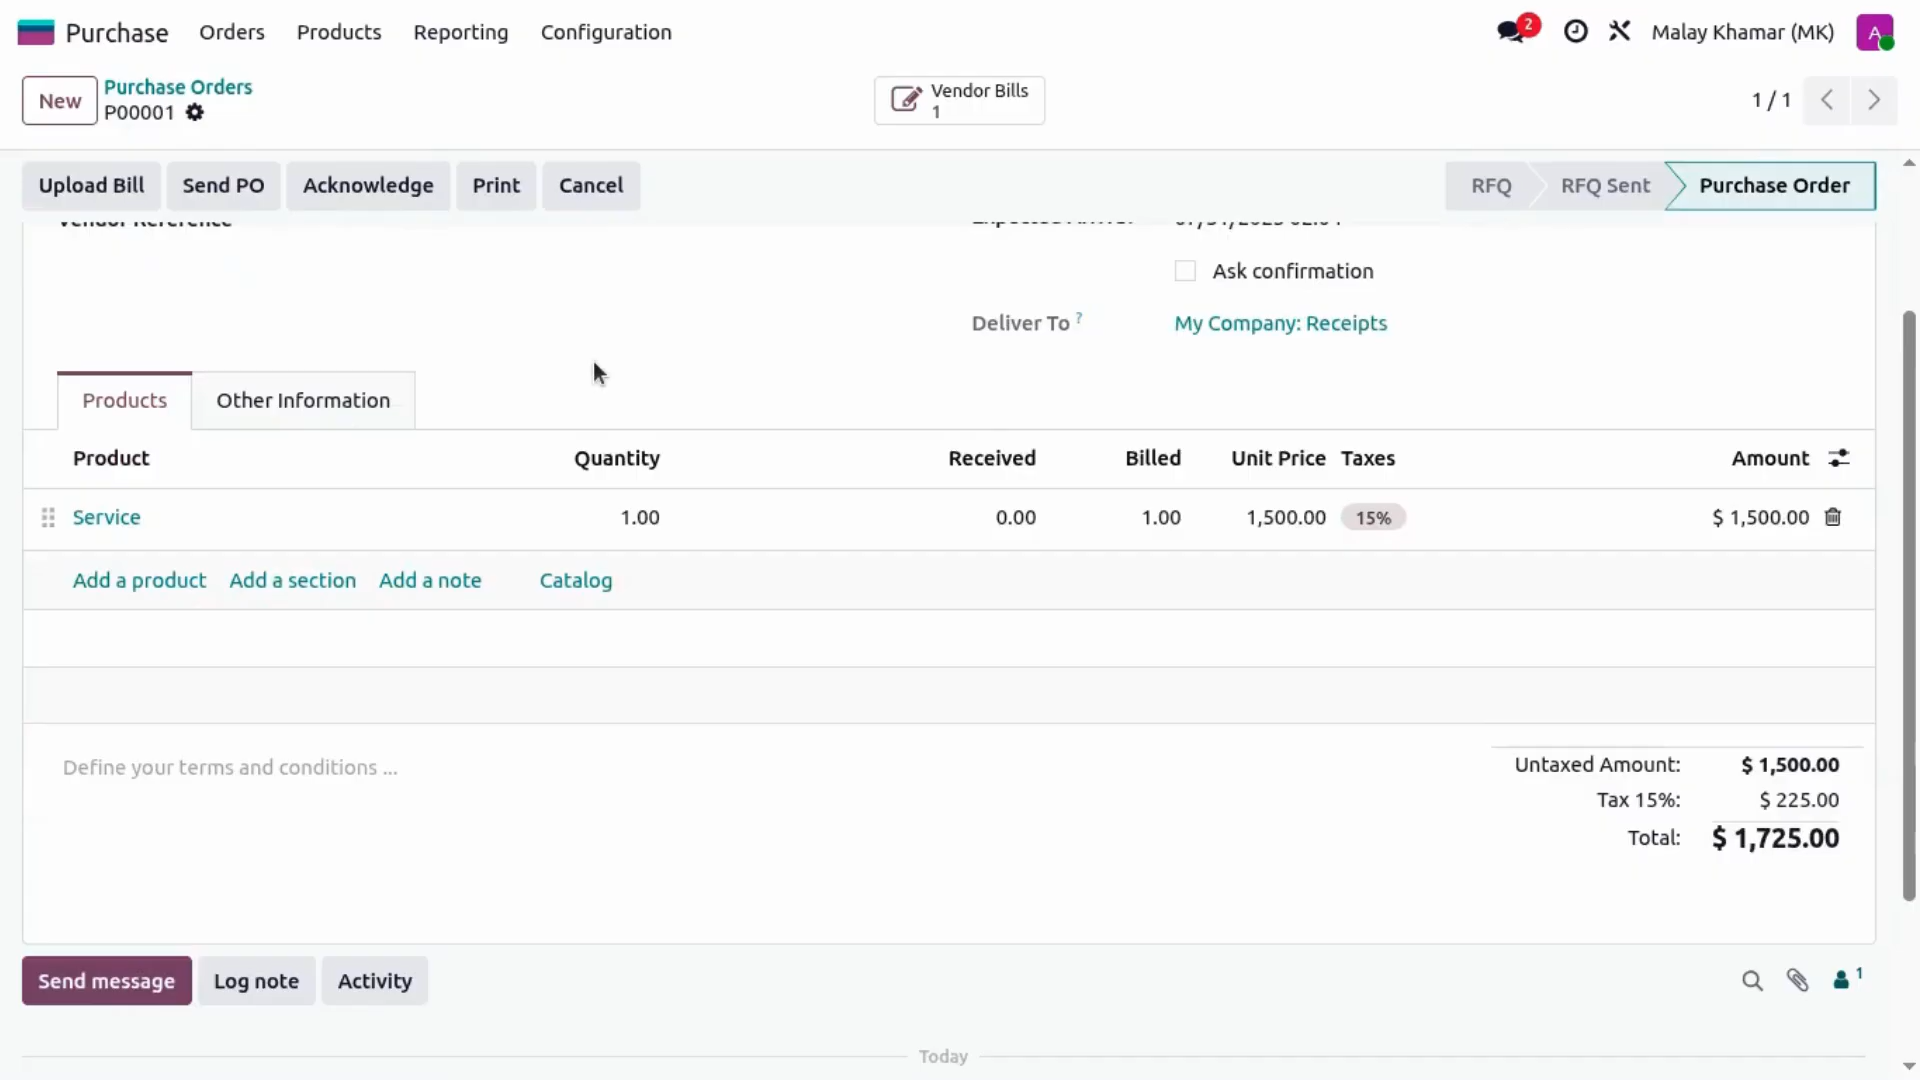 Purchase Orders Products Reporting Configuration 2 Malay Khamar (MK) A
New Purchase Orders
P00001
Vendor Bills
1
1 / 1
Upload Bill Send PO Acknowledge Print Cancel RFQ RFQ Sent Purchase Order
Vendor Reference
Ask confirmation
Deliver To ? My Company: Receipts
Products Other Information
Product Quantity Received Billed Unit Price Taxes Amount
Service 1.00 0.00 1.00 1,500.00 15% $ 1,500.00
Add a product Add a section Add a note Catalog
Define your terms and conditions ...
Untaxed Amount: $ 1,500.00
Tax 15%: $ 225.00
Total: $ 1,725.00
Send message Log note Activity 1
Today